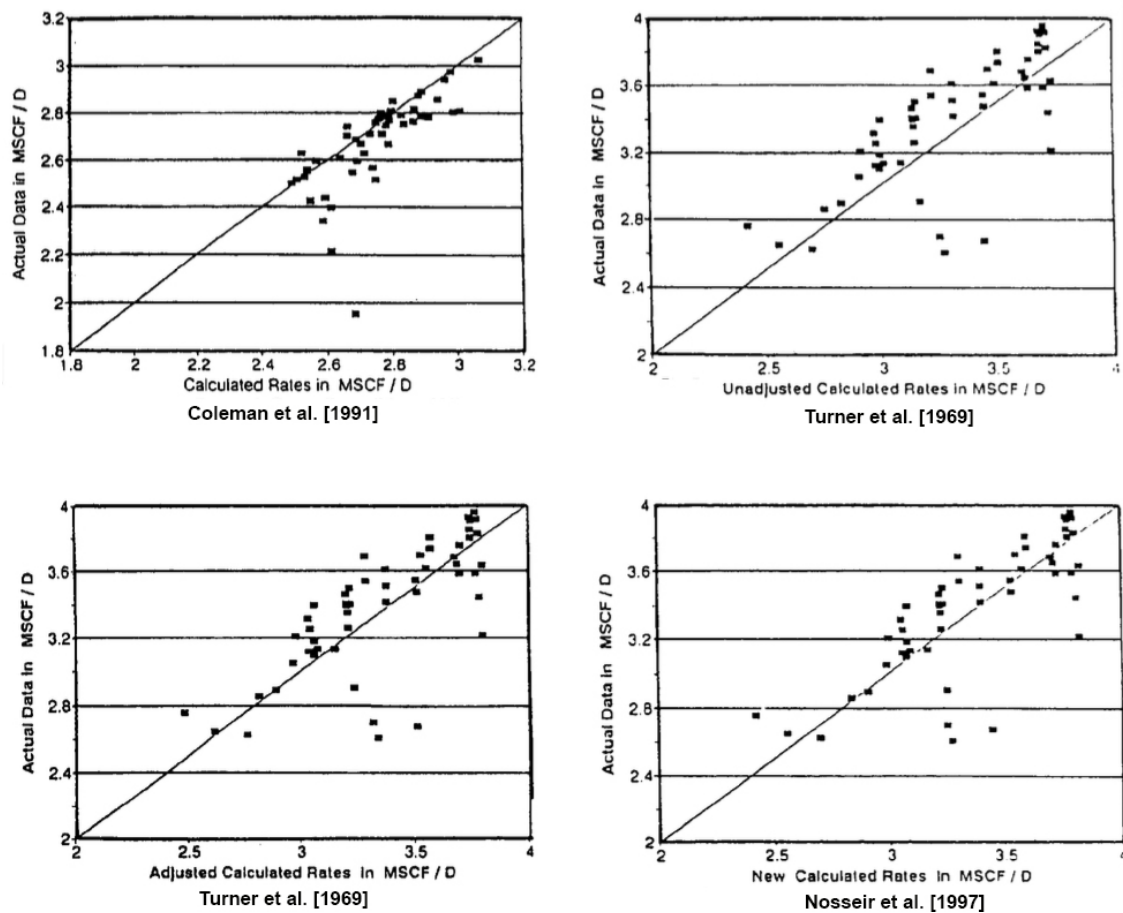 3.2
3
2.8
2.6
2.4
2.2
2
1.8
Actual Data in MSCF / D
1.8 2 2.2 2.4 2.6 2.8 3 3.2
Calculated Rates in MSCF / D
Coleman et al. [1991]
4
3.6
3.2
2.8
2.4
2
Actual Data in MSCF / D
2 2.5 3 3.5 4
Unadjusted Calculated Rates in MSCF / D
Turner et al. [1969]
4
3.6
3.2
2.8
2.4
2
Actual Data in MSCF / D
2 2.5 3 3.5 4
Adjusted Calculated Rates in MSCF / D
Turner et al. [1969]
4
3.6
3.2
2.8
2.4
2
Actual Data in MSCF / D
2 2.5 3 3.5 4
New Calculated Rates In MSCF / D
Nosseir et al. [1997]